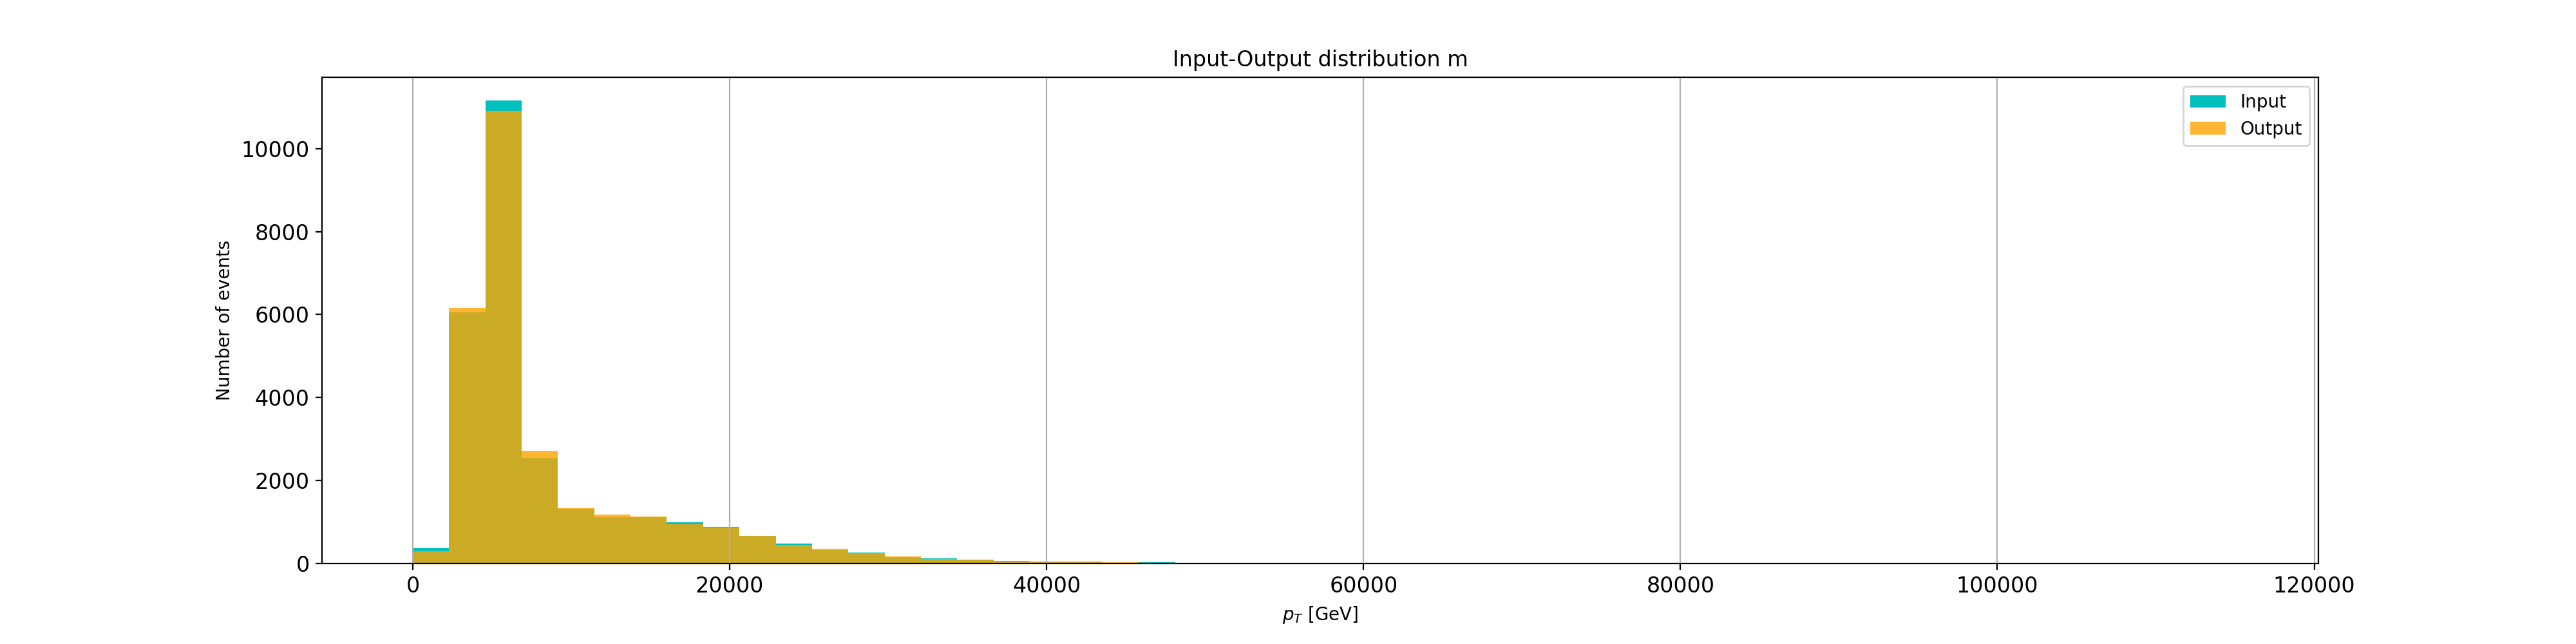 Input-Output distribution m
Input
Output
Number of events
10000
8000
6000
4000
2000
0
0 20000 40000 60000 80000 100000 120000
p_T [GeV]